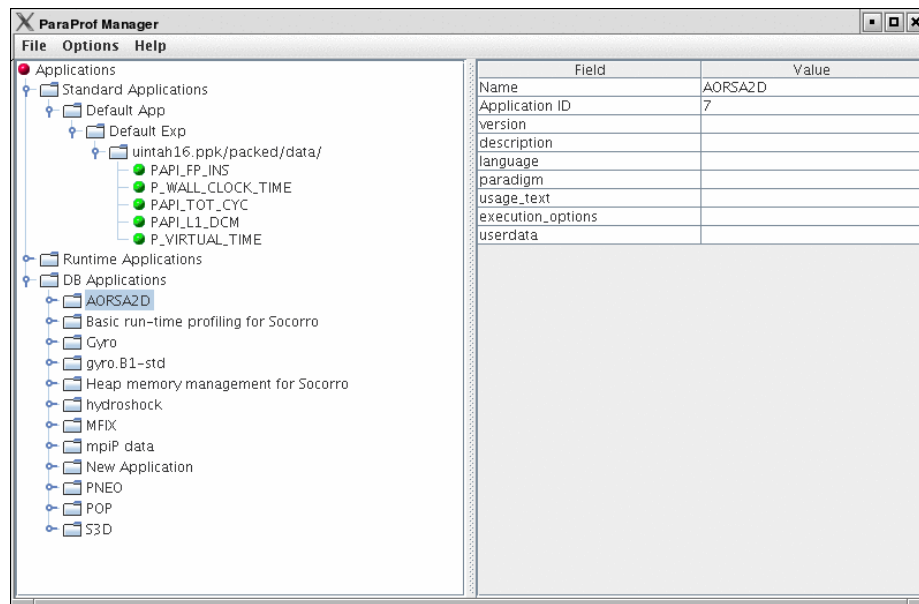 ParaProf Manager
File Options Help
Applications
Standard Applications
Default App
Default Exp
uintah16.ppk/packed/data/
PAPI_FP_INS
P_WALL_CLOCK_TIME
PAPI_TOT_CYC
PAPI_L1_DCM
P_VIRTUAL_TIME
Runtime Applications
DB Applications
AORSA2D
Basic run-time profiling for Socorro
Gyro
gyro.B1-std
Heap memory management for Socorro
hydroshock
MFIX
mpiP data
New Application
PNEO
POP
S3D
Field Value
Name AORSA2D
Application ID 7
version
description
language
paradigm
usage_text
execution_options
userdata